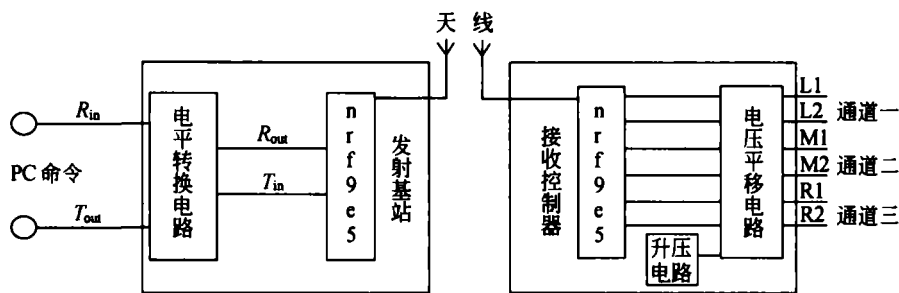 天 线
R_in
PC 命令
T_out
电平转换电路
R_out
T_in
nrf9e5
发射基站
接收控制器
nrf9e5
电压平移电路
升压
电路
L1
L2 通道一
M1
M2 通道二
R1
R2 通道三